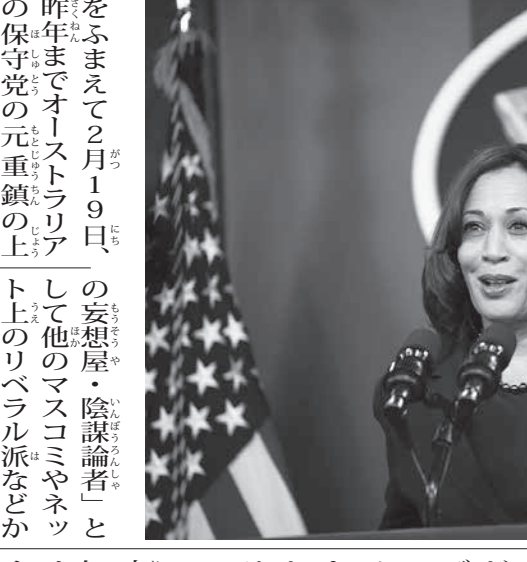 をふまえて2月19日、
昨年までオーストラリア
の保守党の元重鎮の上
の妄想屋・陰謀論者」と
して他のマスコミやネッ
ト上のリベラル派などか